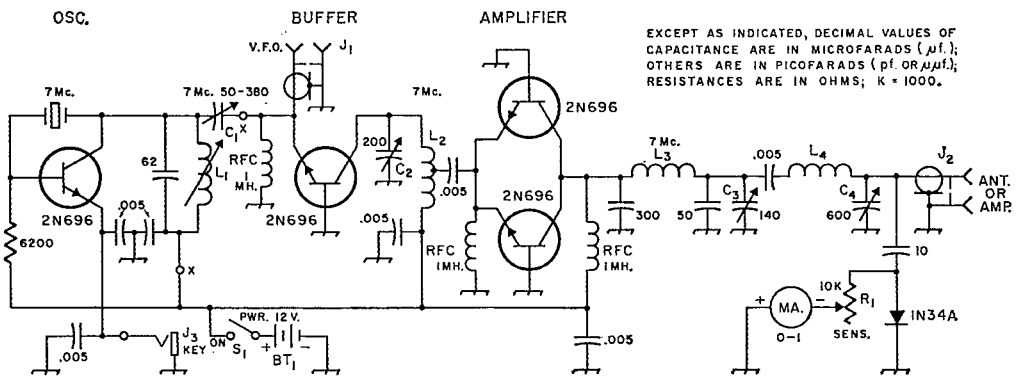 OSC.
BUFFER
AMPLIFIER
EXCEPT AS INDICATED, DECIMAL VALUES OF
CAPACITANCE ARE IN MICROFARADS (μf.);
OTHERS ARE IN PICOFARADS (pf. OR μμf.);
RESISTANCES ARE IN OHMS; K = 1000.
V.F.O.
J1
7Mc.
7Mc. 50-380
C1
X
7Mc.
2N696
7Mc.
L3
L4
J2
62
L1
RFC
1
MH.
200
C2
L2
.005
2N696
.005
C3
C4
ANT.
OR
AMP.
2N696
2N696
.005
.005
300
50
140
600
6200
X
RFC
1MH.
RFC
1MH.
10
10K
R1
SENS.
+
MA.
-
0-1
1N34A
.005
J3
KEY
ON
S1
PWR.
12V.
+
-
BT1
.005